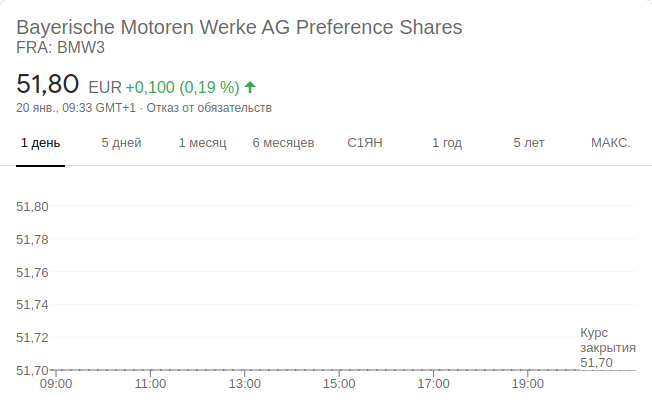 Bayerische Motoren Werke AG Preference Shares
FRA: BMW3
51,80 EUR +0,100 (0,19 %)
20 янв., 09:33 GMT+1 · Отказ от обязательств
1 день 5 дней 1 месяц 6 месяцев С1ЯН 1 год 5 лет МАКС.
51,80
51,78
51,76
51,74
51,72
51,70
Курс
закрытия
51,70
09:00 11:00 13:00 15:00 17:00 19:00